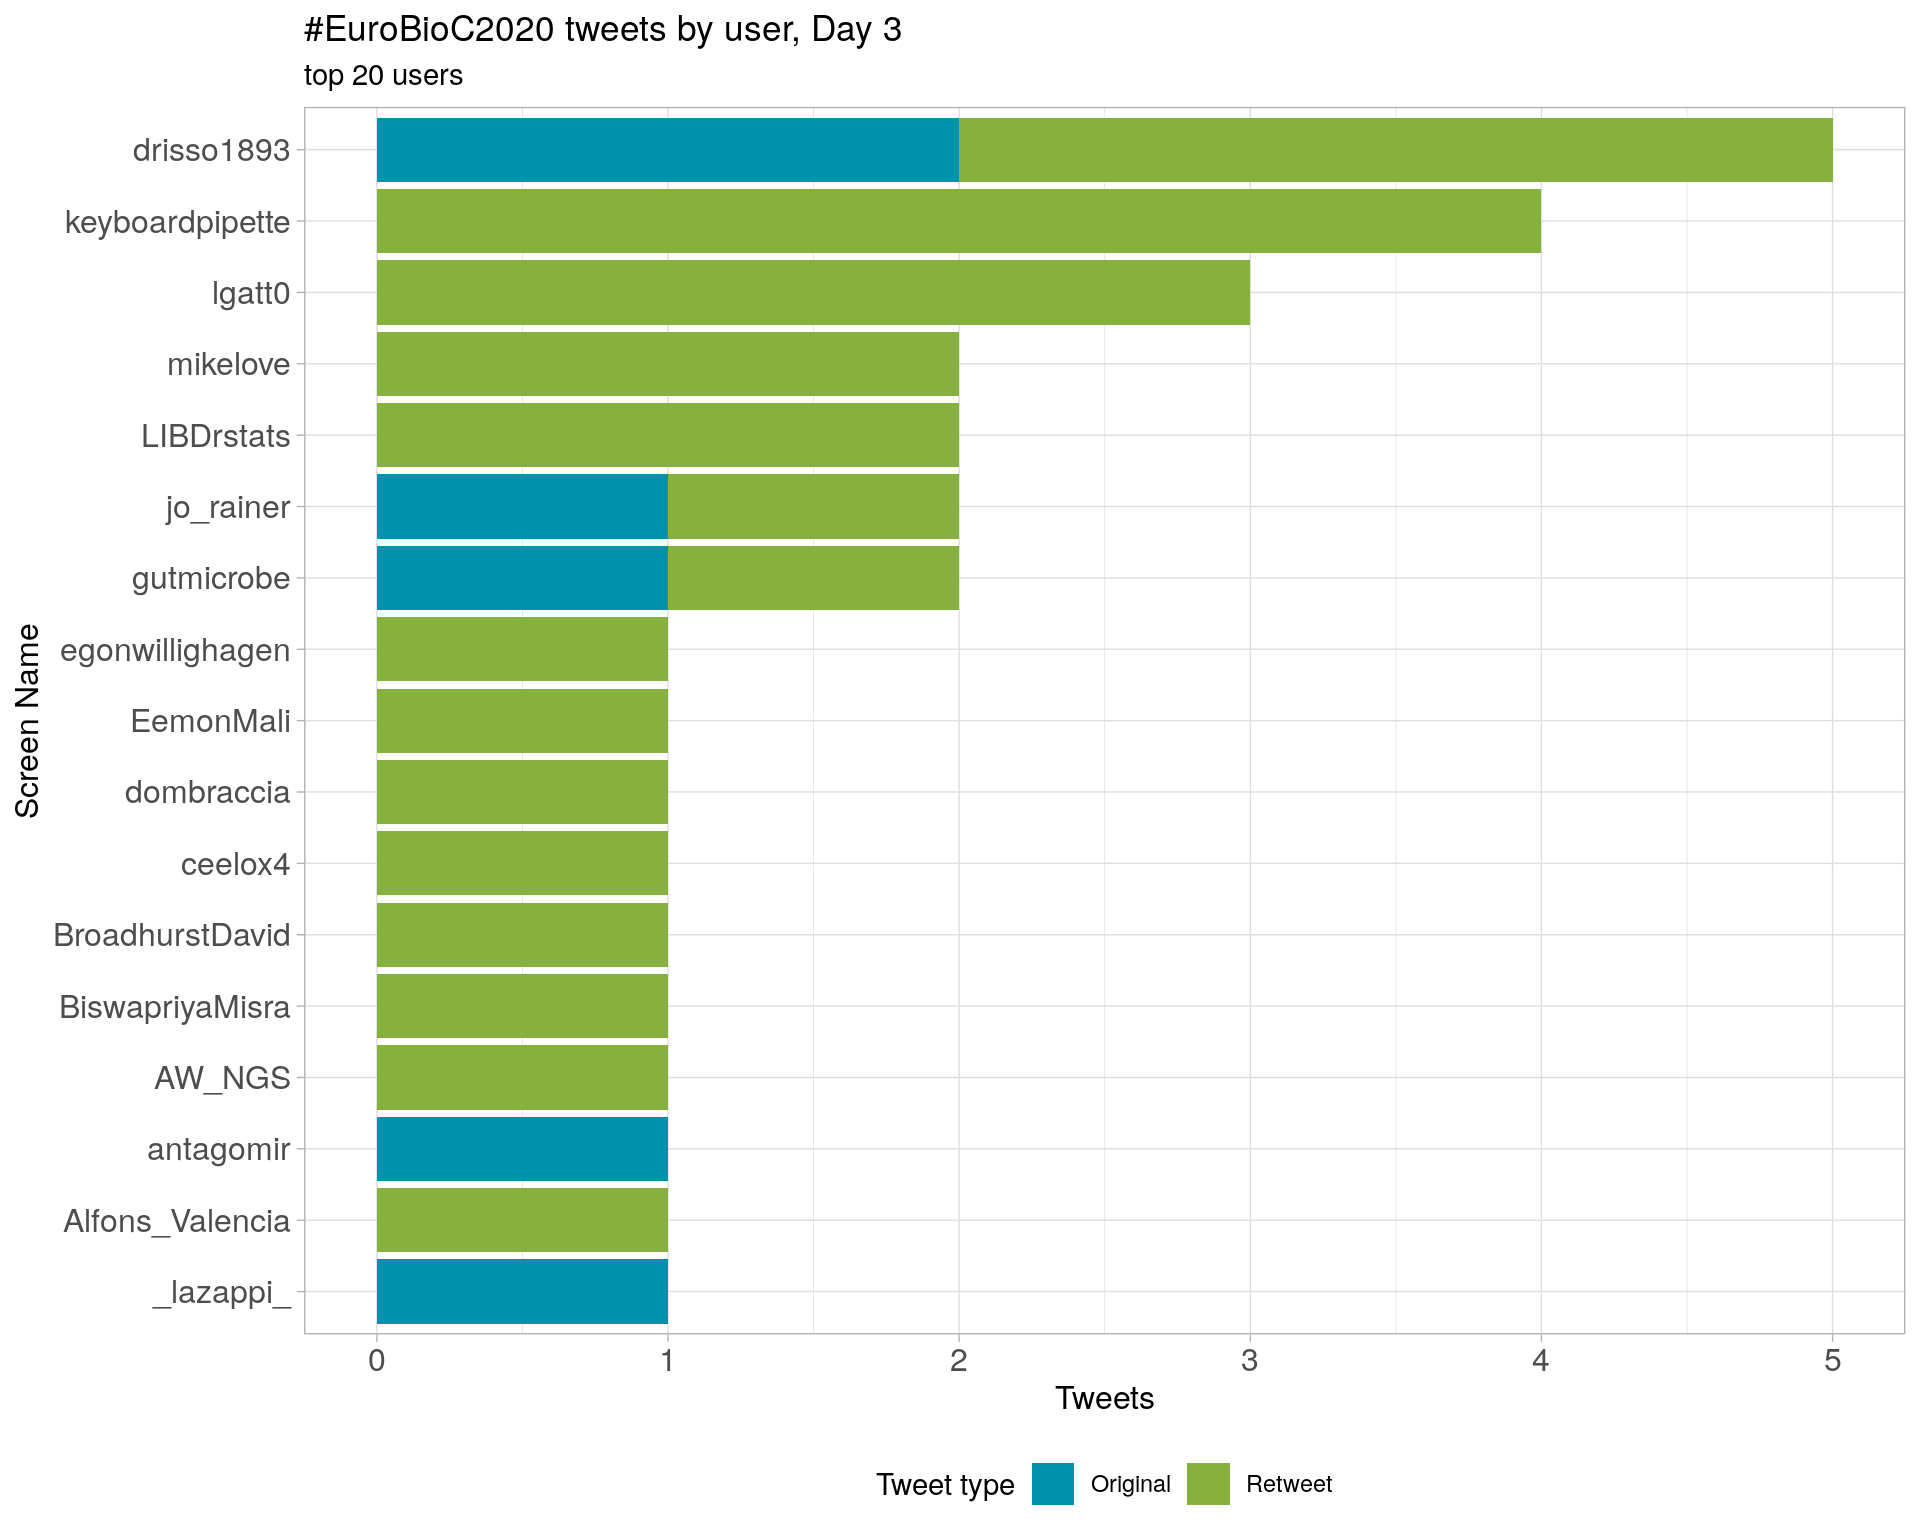 #EuroBioC2020 tweets by user, Day 3
top 20 users
Screen Name
drisso1893
keyboardpipette
lgatt0
mikelove
LIBDrstats
jo_rainer
gutmicrobe
egonwillighagen
EemonMali
dombraccia
ceelox4
BroadhurstDavid
BiswapriyaMisra
AW_NGS
antagomir
Alfons_Valencia
_lazappi_
0 1 2 3 4 5
Tweets
Tweet type Original Retweet